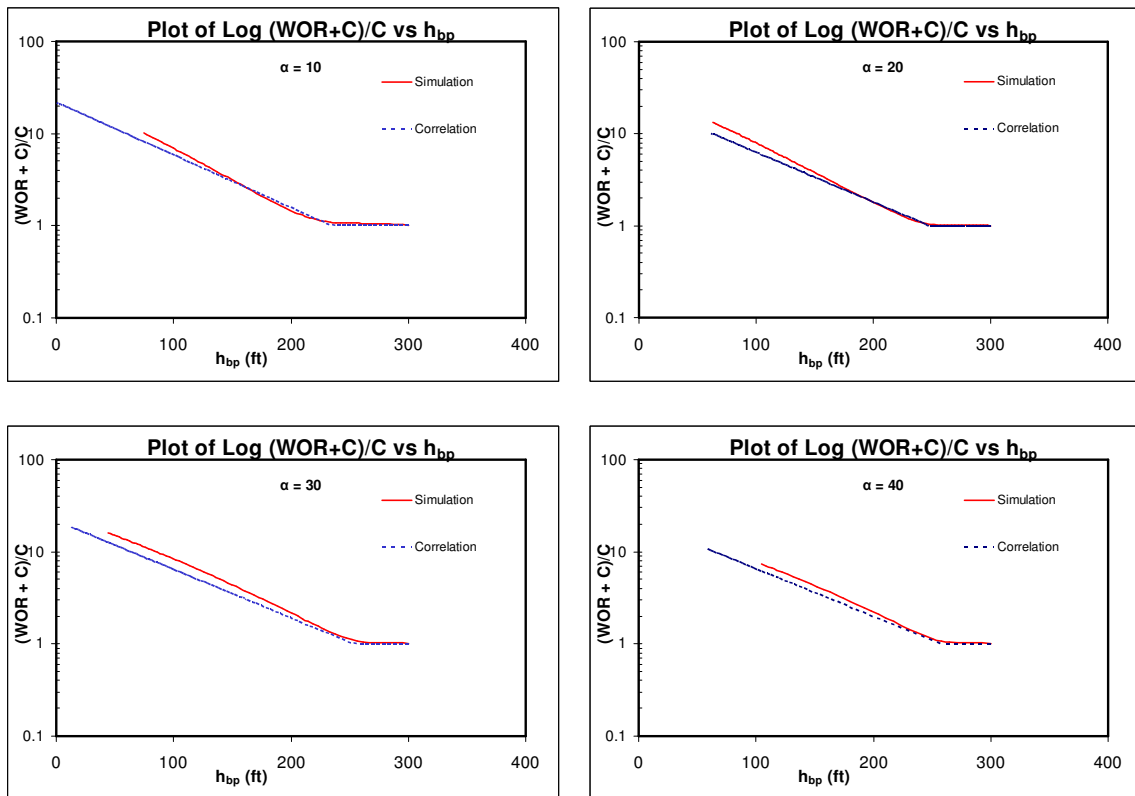 Plot of Log (WOR+C)/C vs hbp
α = 10
Simulation
Correlation
(WOR + C)/C
100
10
1
0.1
0 100 200 300 400
hbp (ft)
Plot of Log (WOR+C)/C vs hbp
α = 20
Simulation
Correlation
(WOR + C)/C
100
10
1
0.1
0 100 200 300 400
hbp (ft)
Plot of Log (WOR+C)/C vs hbp
α = 30
Simulation
Correlation
(WOR + C)/C
100
10
1
0.1
0 100 200 300 400
hbp (ft)
Plot of Log (WOR+C)/C vs hbp
α = 40
Simulation
Correlation
(WOR + C)/C
100
10
1
0.1
0 100 200 300 400
hbp (ft)